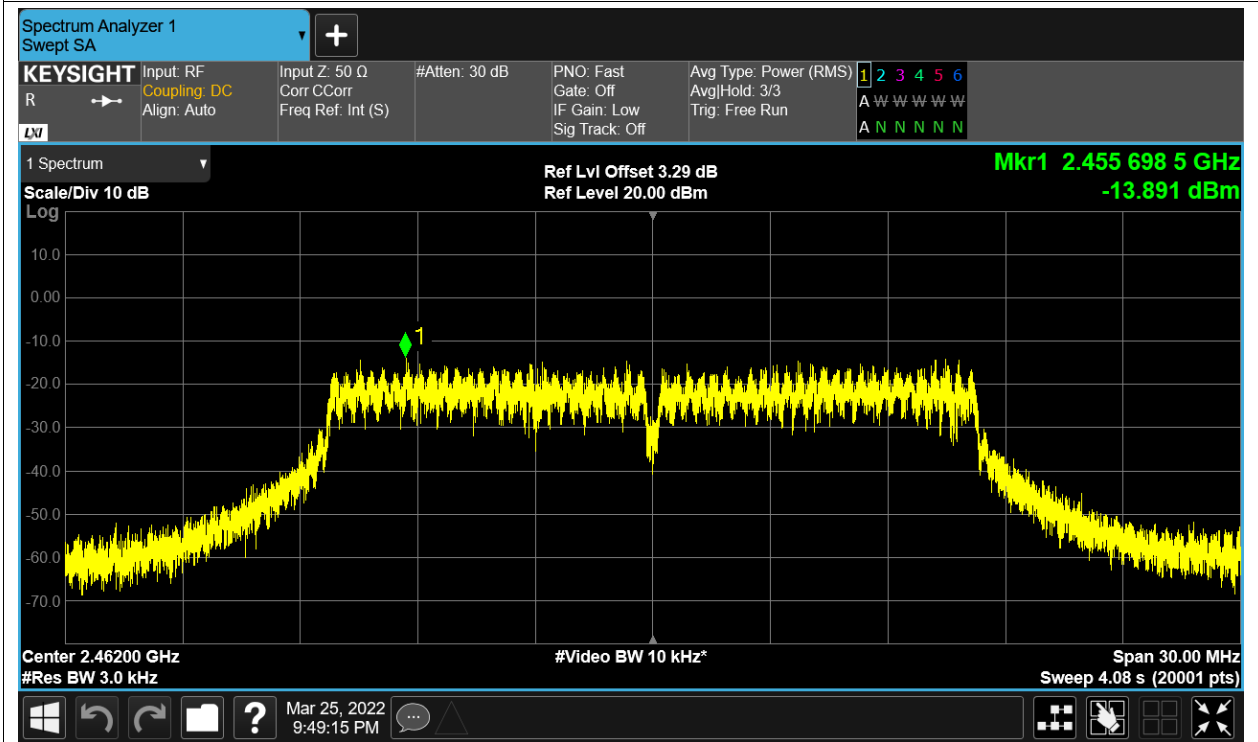 Spectrum Analyzer 1
Swept SA
+
KEYSIGHT
R
LXI
Input: RF
Coupling: DC
Align: Auto
Input Z: 50 Ω
Corr CCorr
Freq Ref: Int (S)
#Atten: 30 dB
PNO: Fast
Gate: Off
IF Gain: Low
Sig Track: Off
Avg Type: Power (RMS)
Avg|Hold: 3/3
Trig: Free Run
1 2 3 4 5 6
A W W W W W
A N N N N N
1 Spectrum
Scale/Div 10 dB
Log
Ref Lvl Offset 3.29 dB
Ref Level 20.00 dBm
Mkr1 2.455 698 5 GHz
-13.891 dBm
10.0
0.00
-10.0
-20.0
-30.0
-40.0
-50.0
-60.0
-70.0
1
Center 2.46200 GHz
#Res BW 3.0 kHz
#Video BW 10 kHz*
Span 30.00 MHz
Sweep 4.08 s (20001 pts)
?
Mar 25, 2022
9:49:15 PM